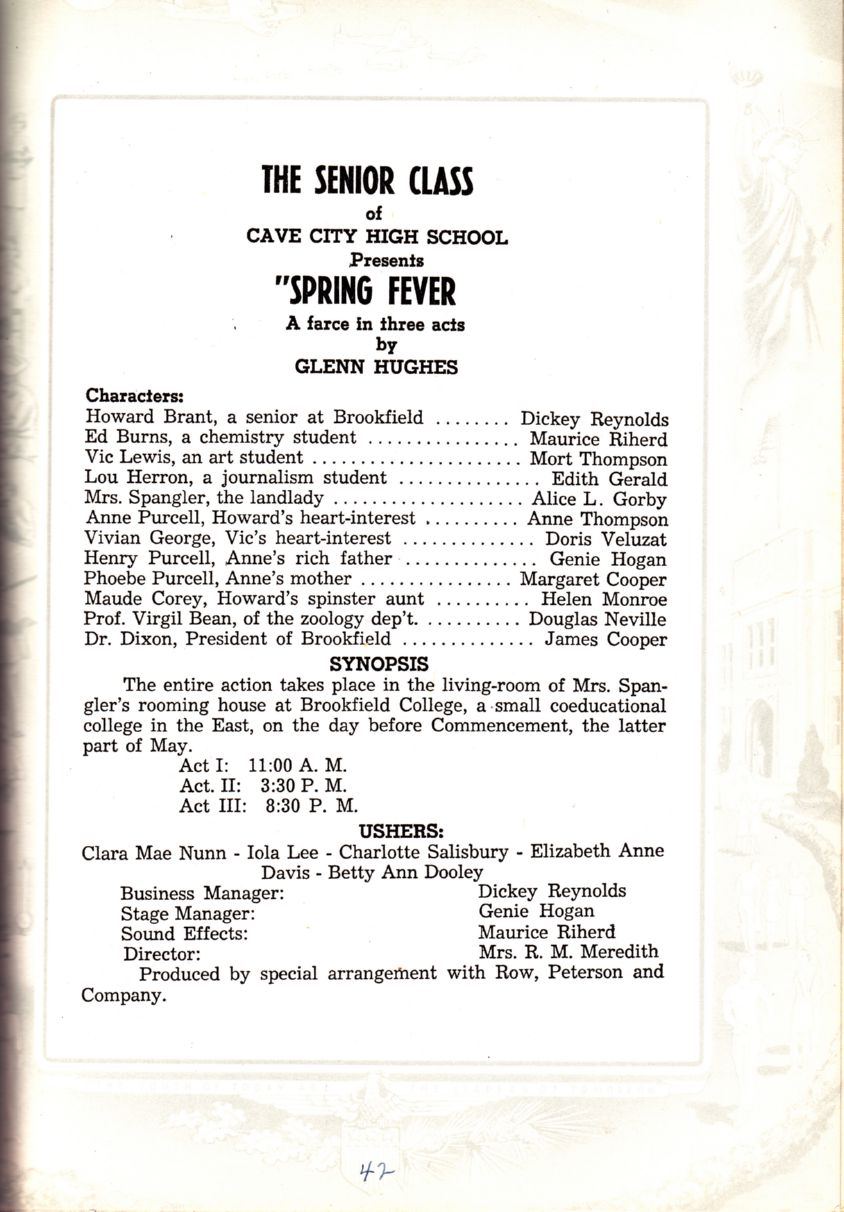 THE SENIOR CLASS
of
CAVE CITY HIGH SCHOOL
Presents
"SPRING FEVER
A farce in three acts
by
GLENN HUGHES
Characters:
Howard Brant, a senior at Brookfield ........ Dickey Reynolds
Ed Burns, a chemistry student ................ Maurice Riherd
Vic Lewis, an art student ...................... Mort Thompson
Lou Herron, a journalism student ............... Edith Gerald
Mrs. Spangler, the landlady .................... Alice L. Gorby
Anne Purcell, Howard's heart-interest .......... Anne Thompson
Vivian George, Vic's heart-interest ............. Doris Veluzat
Henry Purcell, Anne's rich father .............. Genie Hogan
Phoebe Purcell, Anne's mother ................ Margaret Cooper
Maude Corey, Howard's spinster aunt .......... Helen Monroe
Prof. Virgil Bean, of the zoology dep't. .......... Douglas Neville
Dr. Dixon, President of Brookfield .............. James Cooper
SYNOPSIS
The entire action takes place in the living-room of Mrs. Span-
gler's rooming house at Brookfield College, a small coeducational
college in the East, on the day before Commencement, the latter
part of May.
Act I: 11:00 A. M.
Act. II: 3:30 P. M.
Act III: 8:30 P. M.
USHERS:
Clara Mae Nunn - Iola Lee - Charlotte Salisbury - Elizabeth Anne
Davis - Betty Ann Dooley
Business Manager: Dickey Reynolds
Stage Manager: Genie Hogan
Sound Effects: Maurice Riherd
Director: Mrs. R. M. Meredith
Produced by special arrangement with Row, Peterson and
Company.
42